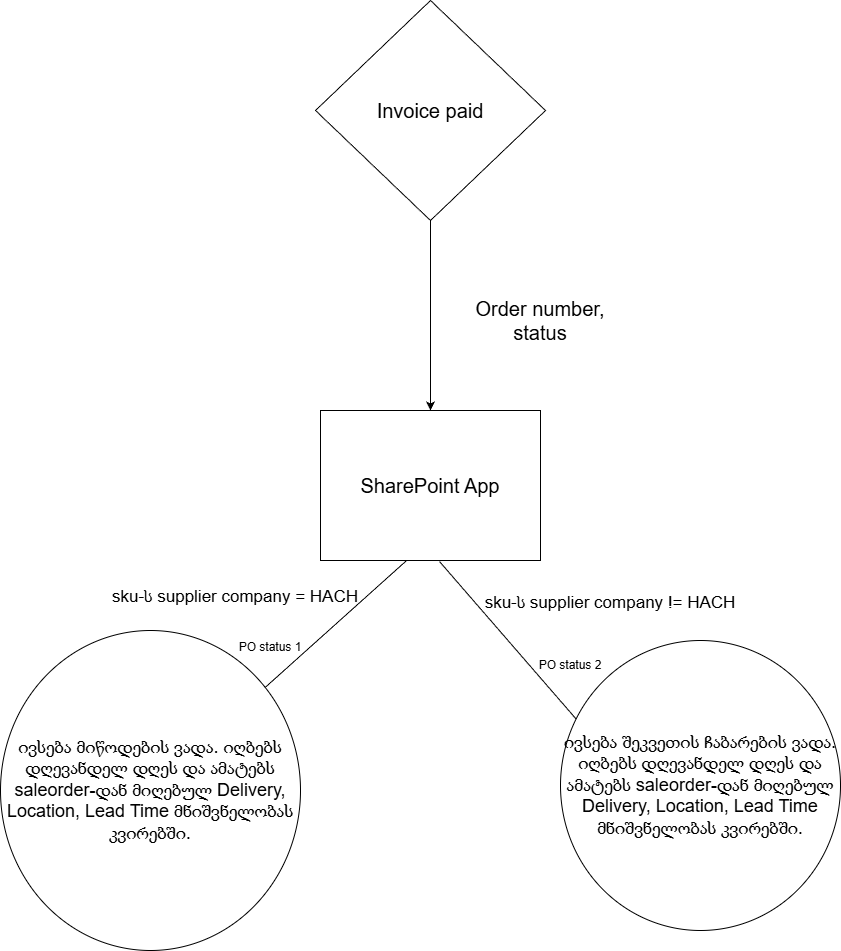 Invoice paid
Order number,
status
SharePoint App
sku-ს supplier company = HACH
sku-ს supplier company != HACH
PO status 1
PO status 2
ივსება მიწოდების ვადა. იღბებს
დღევანდელ დღეს და ამატებს
saleorder-დან მიღებულ Delivery,
Location, Lead Time მნიშვნელობას
კვირებში.
ივსება შეკვეთის ჩაბარების ვადა.
იღბებს დღევანდელ დღეს და
ამატებს saleorder-დან მიღებულ
Delivery, Location, Lead Time
მნიშვნელობას კვირებში.